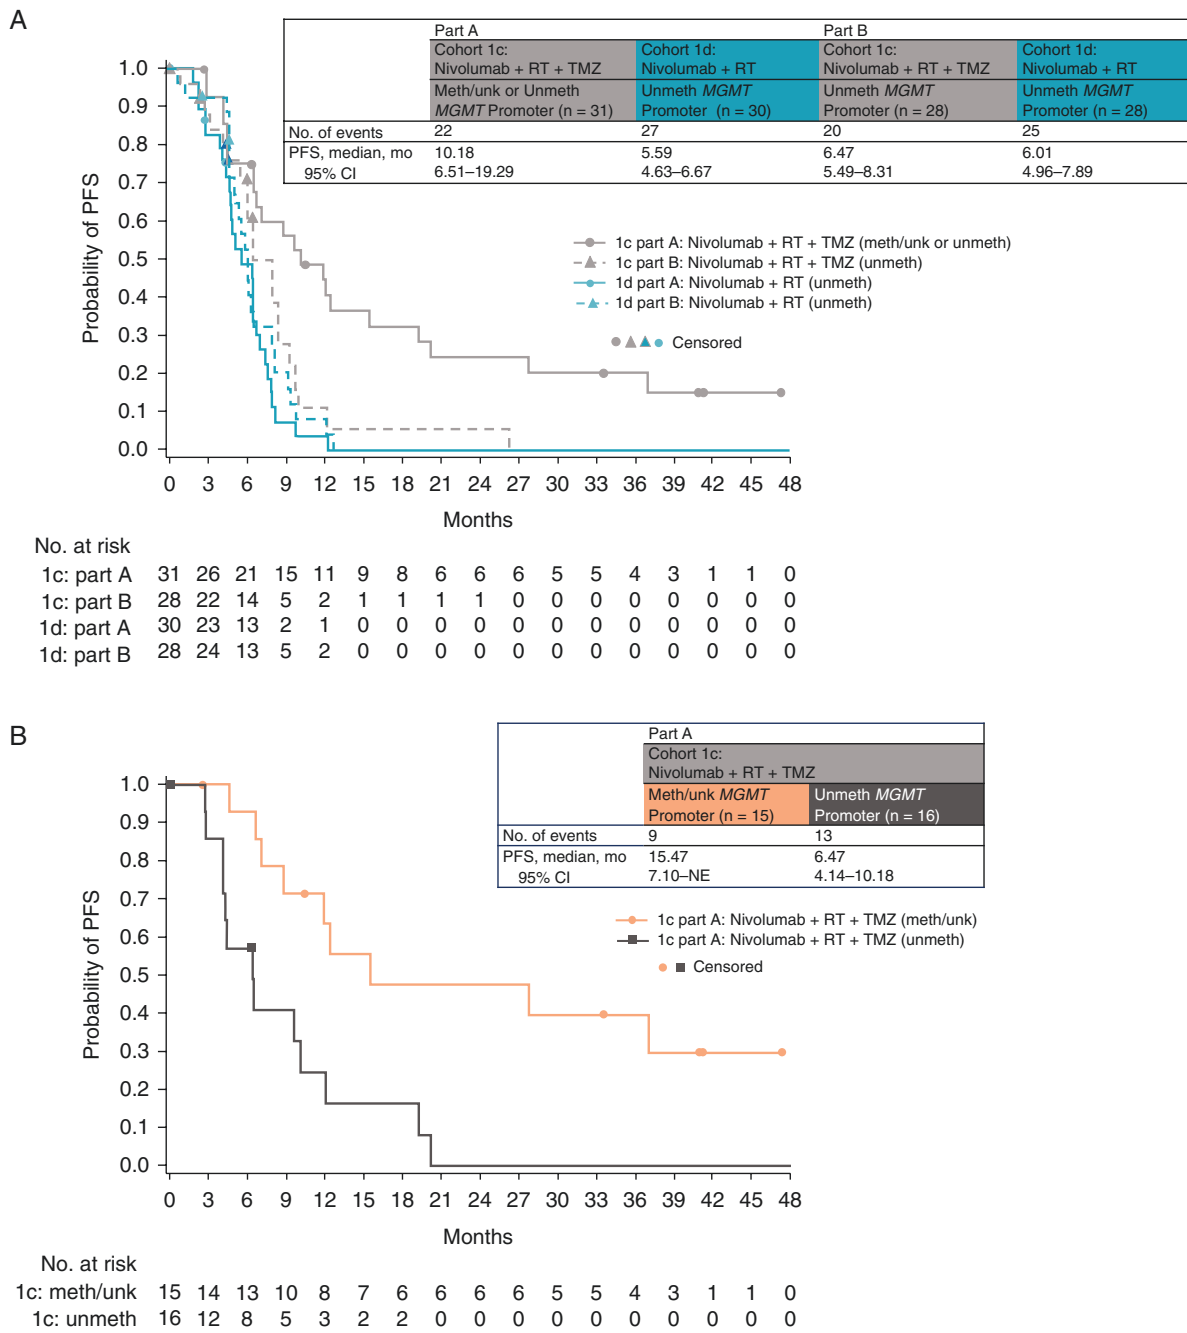 A
Part A Part B
Cohort 1c: Cohort 1d: Cohort 1c: Cohort 1d:
Nivolumab + RT + TMZ Nivolumab + RT Nivolumab + RT + TMZ Nivolumab + RT
Meth/unk or Unmeth Unmeth MGMT Unmeth MGMT Unmeth MGMT
MGMT Promoter (n = 31) Promoter (n = 30) Promoter (n = 28) Promoter (n = 28)
No. of events 22 27 20 25
PFS, median, mo 10.18 5.59 6.47 6.01
95% CI 6.51–19.29 4.63–6.67 5.49–8.31 4.96–7.89
Probability of PFS
1.0
0.9
0.8
0.7
0.6
0.5
0.4
0.3
0.2
0.1
0.0
1c part A: Nivolumab + RT + TMZ (meth/unk or unmeth)
1c part B: Nivolumab + RT + TMZ (unmeth)
1d part A: Nivolumab + RT (unmeth)
1d part B: Nivolumab + RT (unmeth)
Censored
0 3 6 9 12 15 18 21 24 27 30 33 36 39 42 45 48
Months
No. at risk
1c: part A 31 26 21 15 11 9 8 6 6 6 5 5 4 3 1 1 0
1c: part B 28 22 14 5 2 1 1 1 1 0 0 0 0 0 0 0 0
1d: part A 30 23 13 2 1 0 0 0 0 0 0 0 0 0 0 0 0
1d: part B 28 24 13 5 2 0 0 0 0 0 0 0 0 0 0 0 0
B
Part A
Cohort 1c:
Nivolumab + RT + TMZ
Meth/unk MGMT Unmeth MGMT
Promoter (n = 15) Promoter (n = 16)
No. of events 9 13
PFS, median, mo 15.47 6.47
95% CI 7.10–NE 4.14–10.18
Probability of PFS
1.0
0.9
0.8
0.7
0.6
0.5
0.4
0.3
0.2
0.1
0.0
1c part A: Nivolumab + RT + TMZ (meth/unk)
1c part A: Nivolumab + RT + TMZ (unmeth)
Censored
0 3 6 9 12 15 18 21 24 27 30 33 36 39 42 45 48
Months
No. at risk
1c: meth/unk 15 14 13 10 8 7 6 6 6 6 5 5 4 3 1 1 0
1c: unmeth 16 12 8 5 3 2 2 0 0 0 0 0 0 0 0 0 0